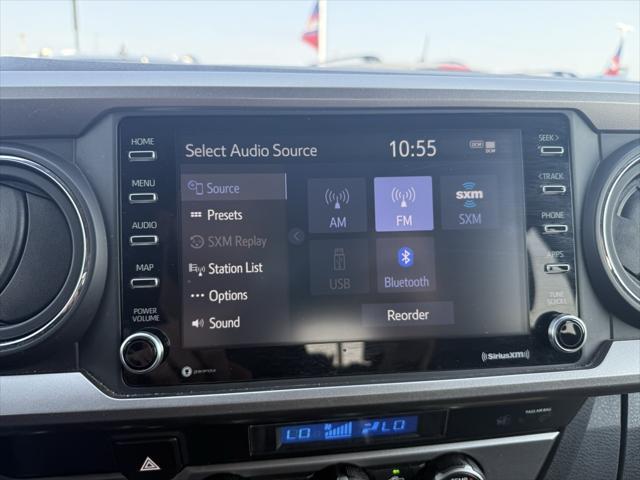 HOME
MENU
AUDIO
MAP
POWER
VOLUME
Select Audio Source
10:55
Source
Presets
SXM Replay
Station List
Options
Sound
AM
FM
sxm
SXM
USB
Bluetooth
Reorder
SEEK>
<TRACK
PHONE
APPS
TUNE
SCROLL
SiriusXM
LO
LO